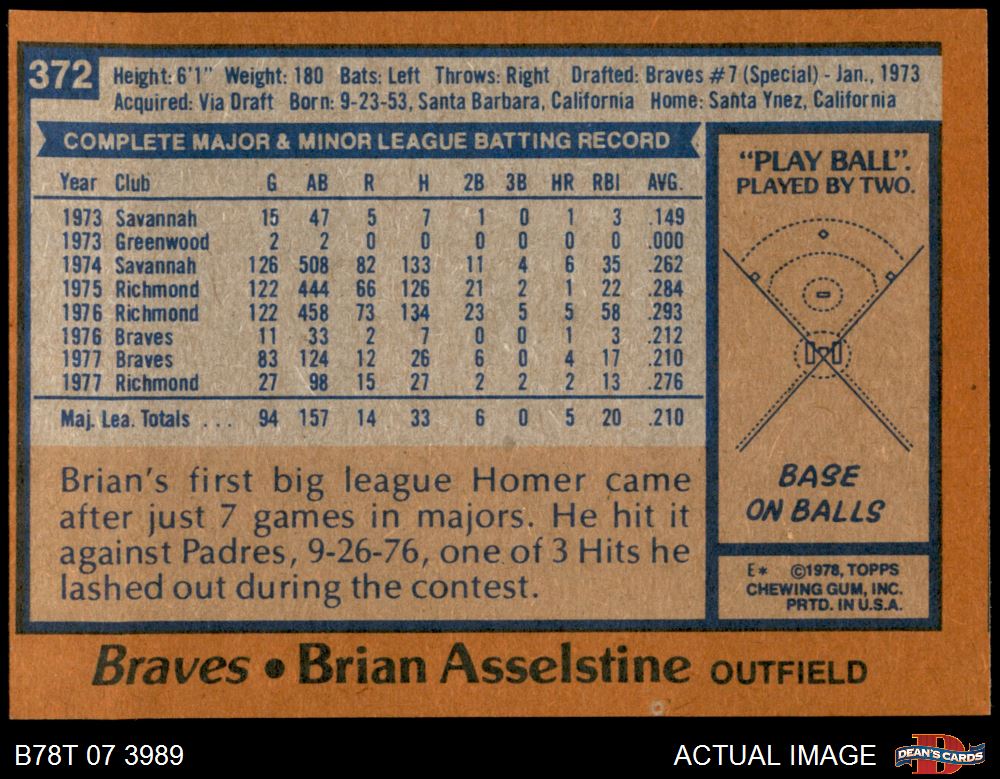 372
Height: 6'1" Weight: 180 Bats: Left Throws: Right Drafted: Braves #7 (Special) - Jan., 1973
Acquired: Via Draft Born: 9-23-53, Santa Barbara, California Home: Santa Ynez, California
COMPLETE MAJOR & MINOR LEAGUE BATTING RECORD
Year Club G AB R H 2B 3B HR RBI AVG.
1973 Savannah 15 47 5 7 1 0 1 3 .149
1973 Greenwood 2 2 0 0 0 0 0 0 .000
1974 Savannah 126 508 82 133 11 4 6 35 .262
1975 Richmond 122 444 66 126 21 2 1 22 .284
1976 Richmond 122 458 73 134 23 5 5 58 .293
1976 Braves 11 33 2 7 0 0 1 3 .212
1977 Braves 83 124 12 26 6 0 4 17 .210
1977 Richmond 27 98 15 27 2 2 2 13 .276
Maj. Lea. Totals ... 94 157 14 33 6 0 5 20 .210
Brian's first big league Homer came
after just 7 games in majors. He hit it
against Padres, 9-26-76, one of 3 Hits he
lashed out during the contest.
"PLAY BALL".
PLAYED BY TWO.
BASE
ON BALLS
E* ©1978, TOPPS
CHEWING GUM, INC.
PRTD. IN U.S.A.
Braves • Brian Asselstine OUTFIELD
B78T 07 3989
ACTUAL IMAGE
D
DEAN'S CARDS